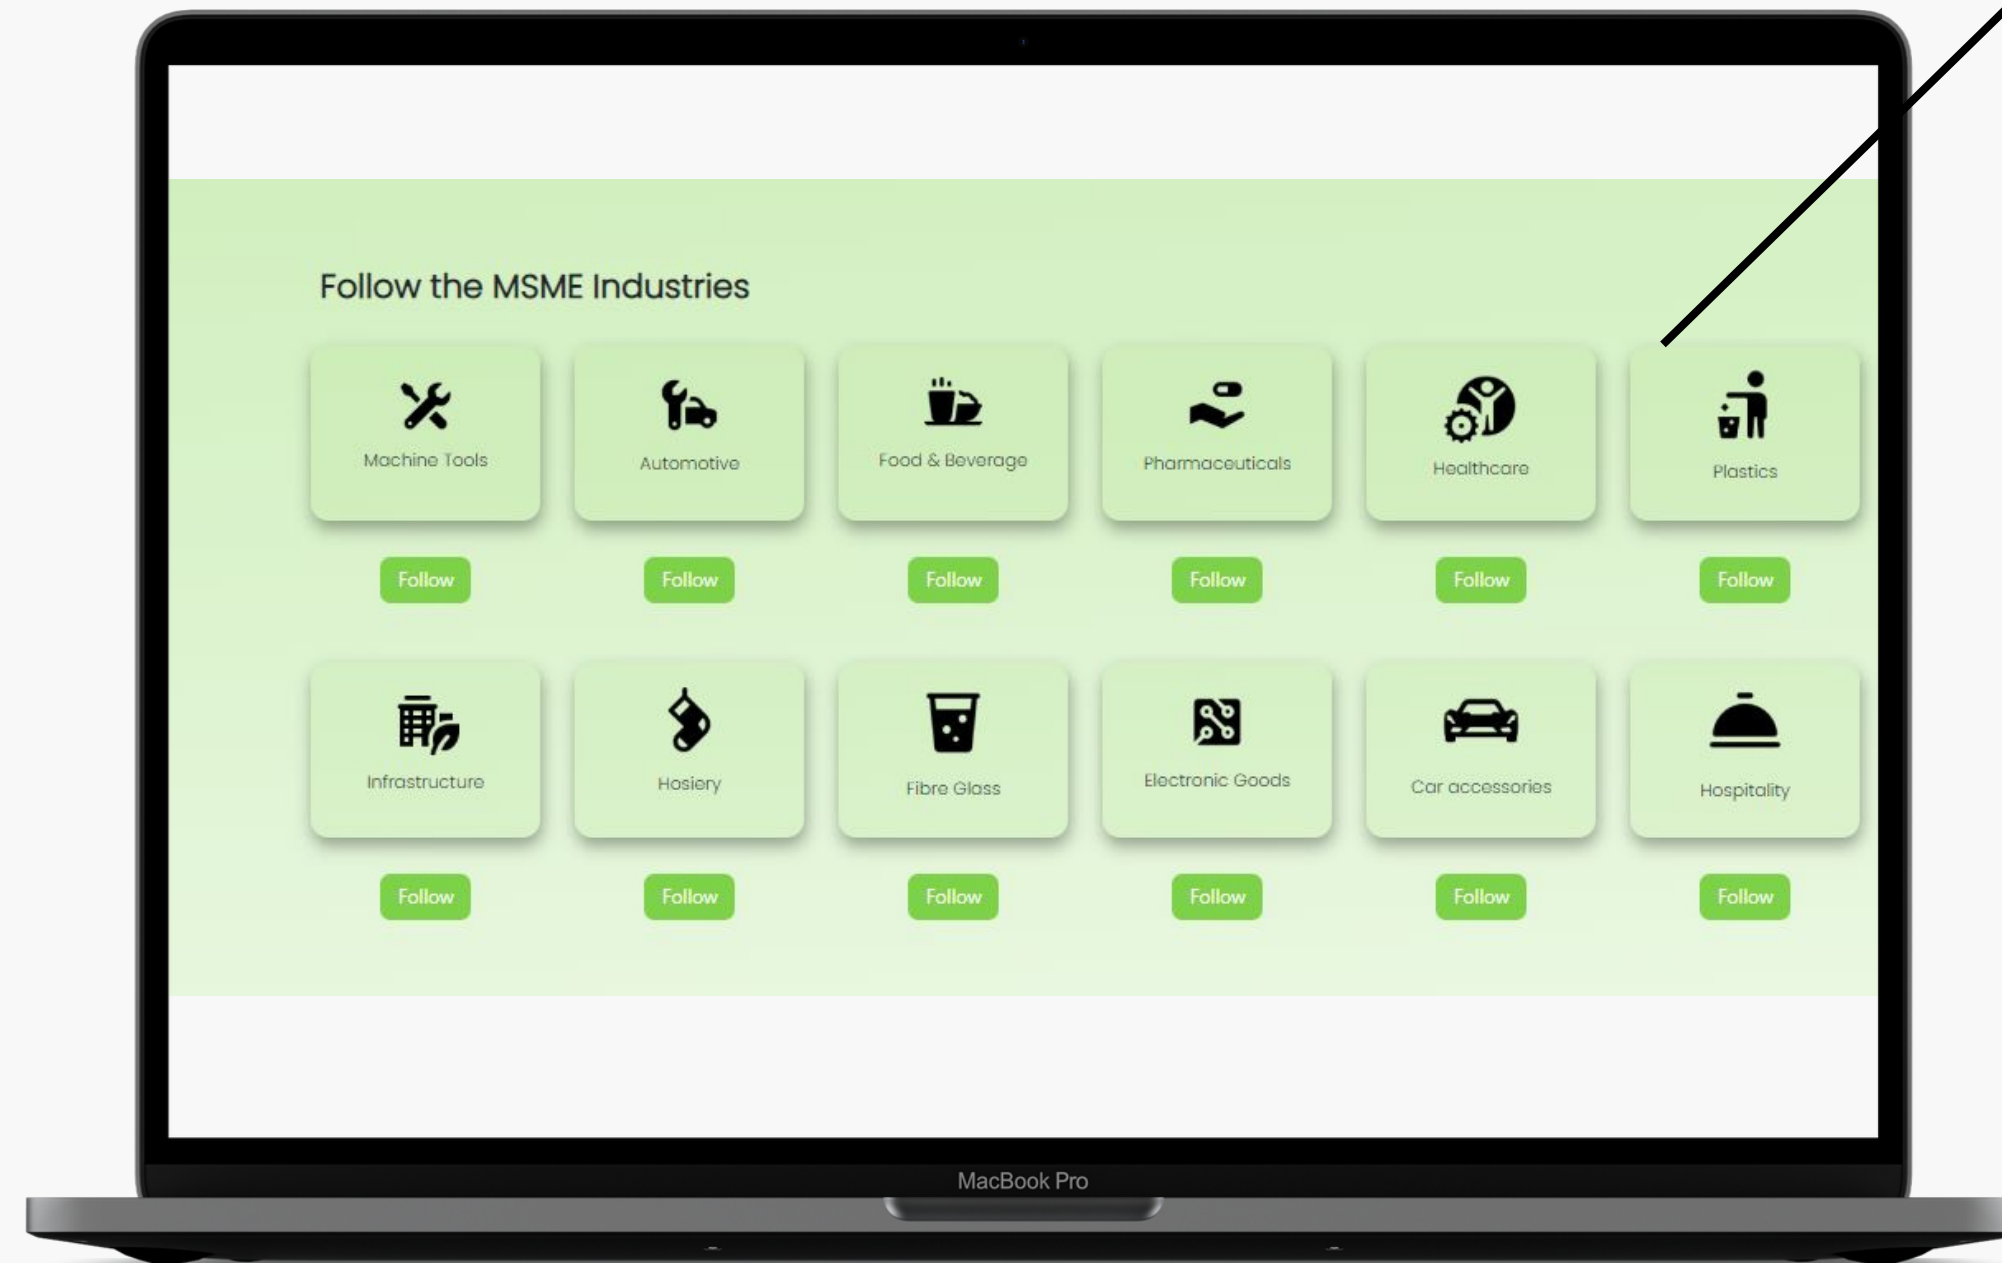 Follow the MSME Industries
Machine Tools
Automotive
Food & Beverage
Pharmaceuticals
Healthcare
Plastics
Follow
Follow
Follow
Follow
Follow
Follow
Infrastructure
Hosiery
Fibre Glass
Electronic Goods
Car accessories
Hospitality
Follow
Follow
Follow
Follow
Follow
Follow
MacBook Pro